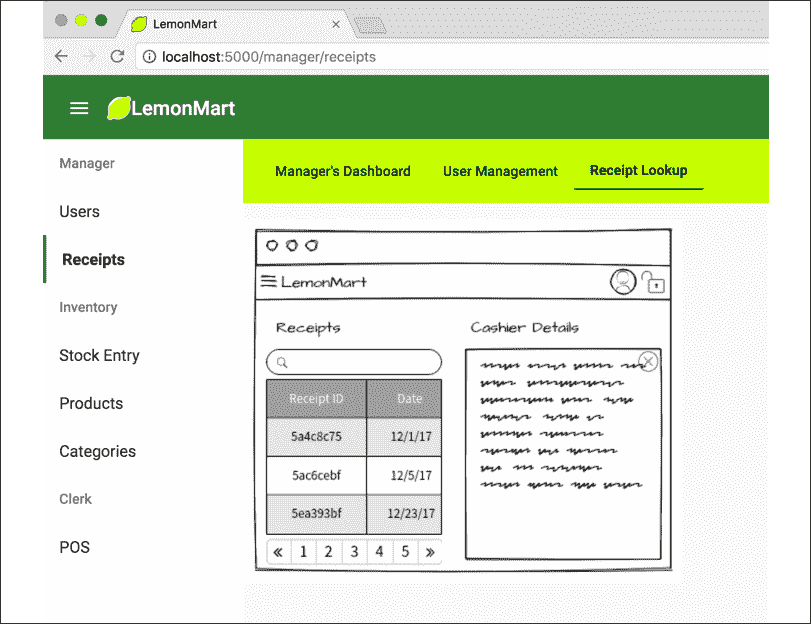 LemonMart
localhost:5000/manager/receipts
LemonMart
Manager
Users
Receipts
Inventory
Stock Entry
Products
Categories
Clerk
POS
Manager's Dashboard User Management Receipt Lookup
LemonMart
Receipts
Receipt ID Date
5a4c8c75 12/1/17
5ac6cebf 12/5/17
5ea393bf 12/23/17
« 1 2 3 4 5 »
Cashier Details